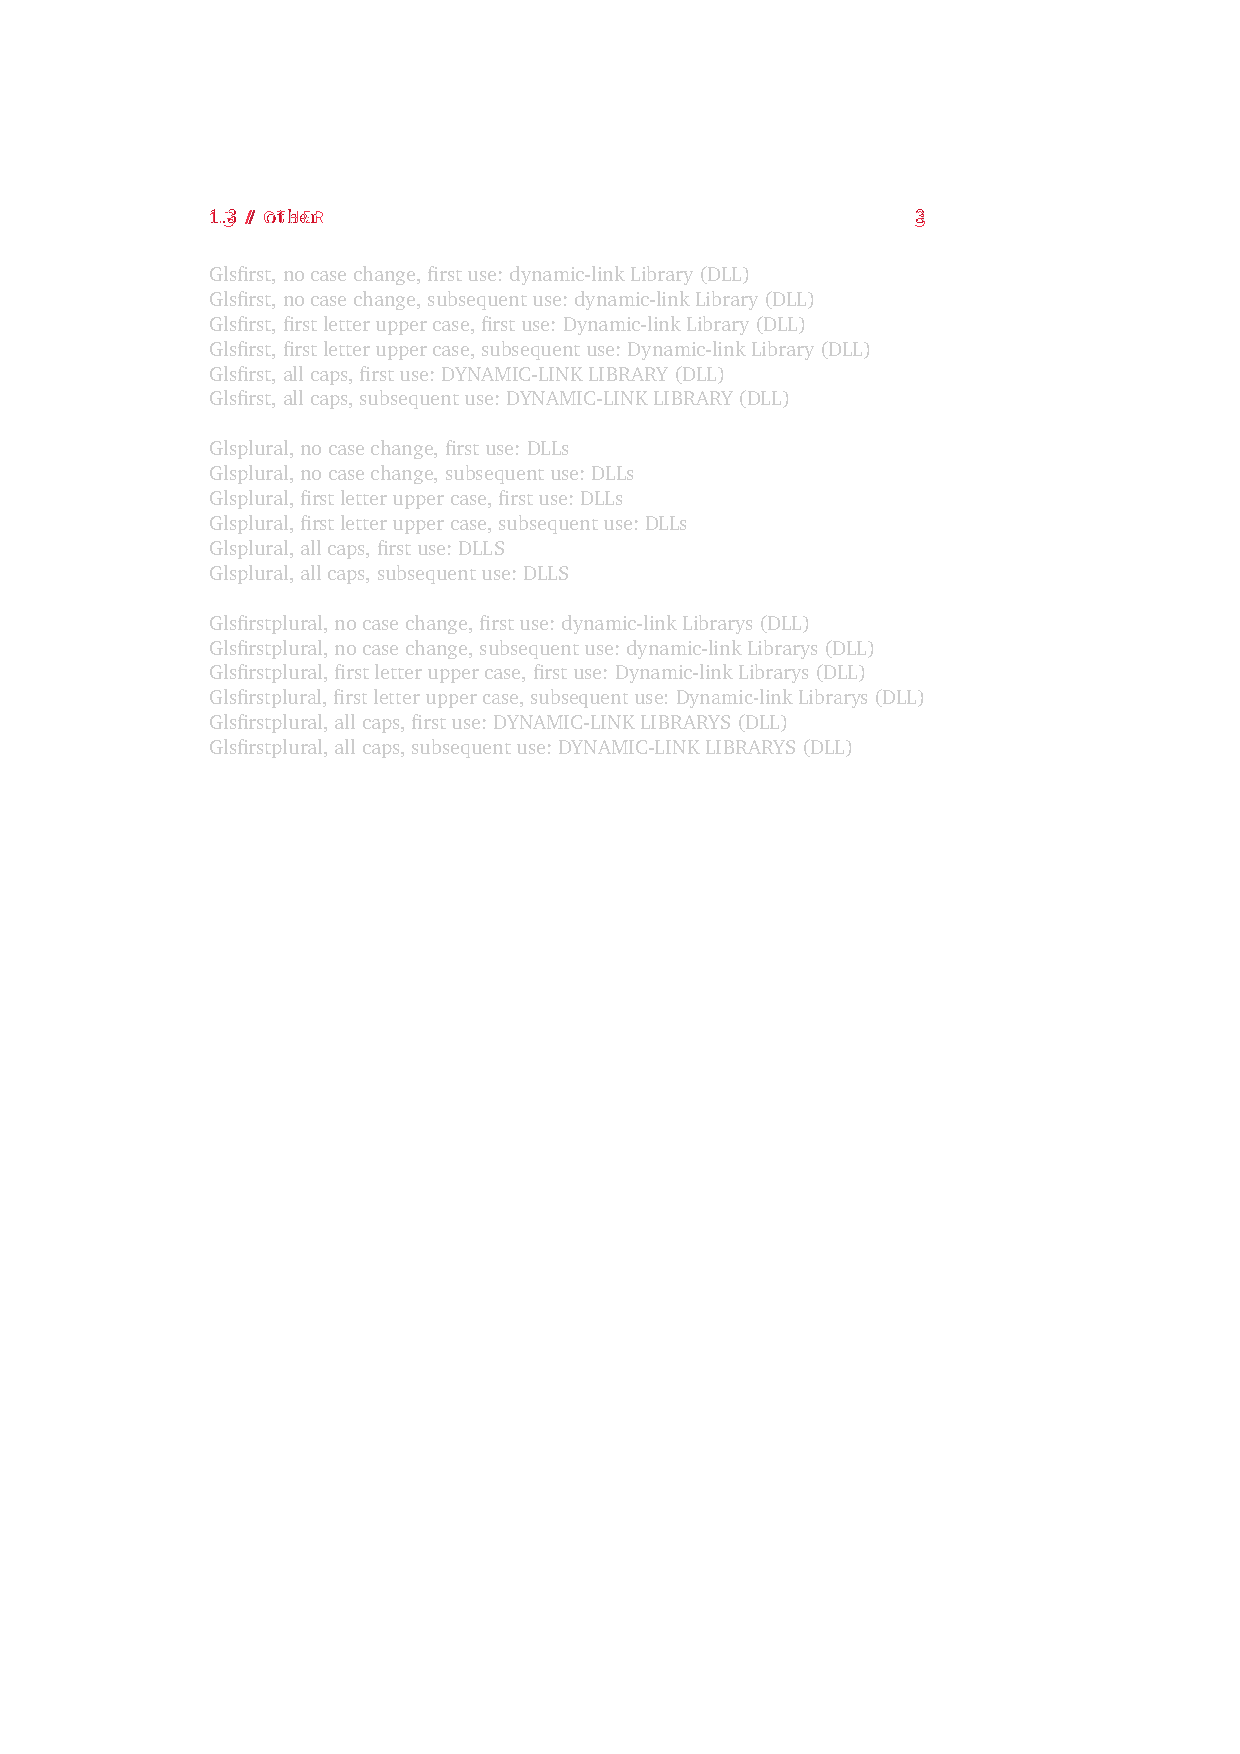 1.3 // other 3
Glsfirst, no case change, first use: dynamic-link Library (DLL)
Glsfirst, no case change, subsequent use: dynamic-link Library (DLL)
Glsfirst, first letter upper case, first use: Dynamic-link Library (DLL)
Glsfirst, first letter upper case, subsequent use: Dynamic-link Library (DLL)
Glsfirst, all caps, first use: DYNAMIC-LINK LIBRARY (DLL)
Glsfirst, all caps, subsequent use: DYNAMIC-LINK LIBRARY (DLL)
Glsplural, no case change, first use: DLLs
Glsplural, no case change, subsequent use: DLLs
Glsplural, first letter upper case, first use: DLLs
Glsplural, first letter upper case, subsequent use: DLLs
Glsplural, all caps, first use: DLLS
Glsplural, all caps, subsequent use: DLLS
Glsfirstplural, no case change, first use: dynamic-link Librarys (DLL)
Glsfirstplural, no case change, subsequent use: dynamic-link Librarys (DLL)
Glsfirstplural, first letter upper case, first use: Dynamic-link Librarys (DLL)
Glsfirstplural, first letter upper case, subsequent use: Dynamic-link Librarys (DLL)
Glsfirstplural, all caps, first use: DYNAMIC-LINK LIBRARYS (DLL)
Glsfirstplural, all caps, subsequent use: DYNAMIC-LINK LIBRARYS (DLL)